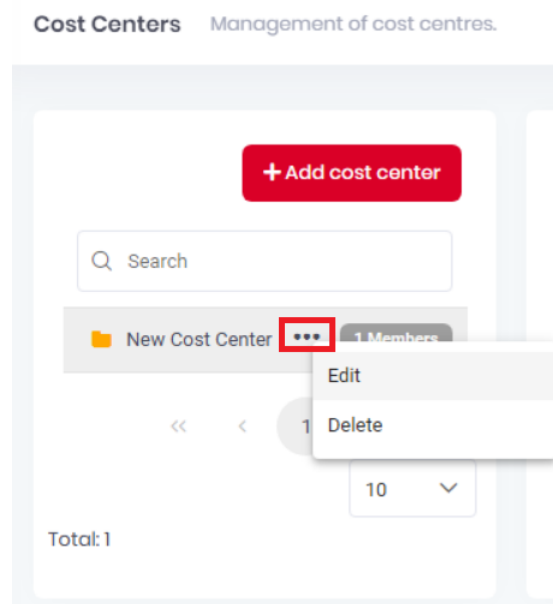 Cost Centers Management of cost centres.
+Add cost center
Search
New Cost Center ••• 1 Members
Edit
« < 1 Delete
10
Total: 1